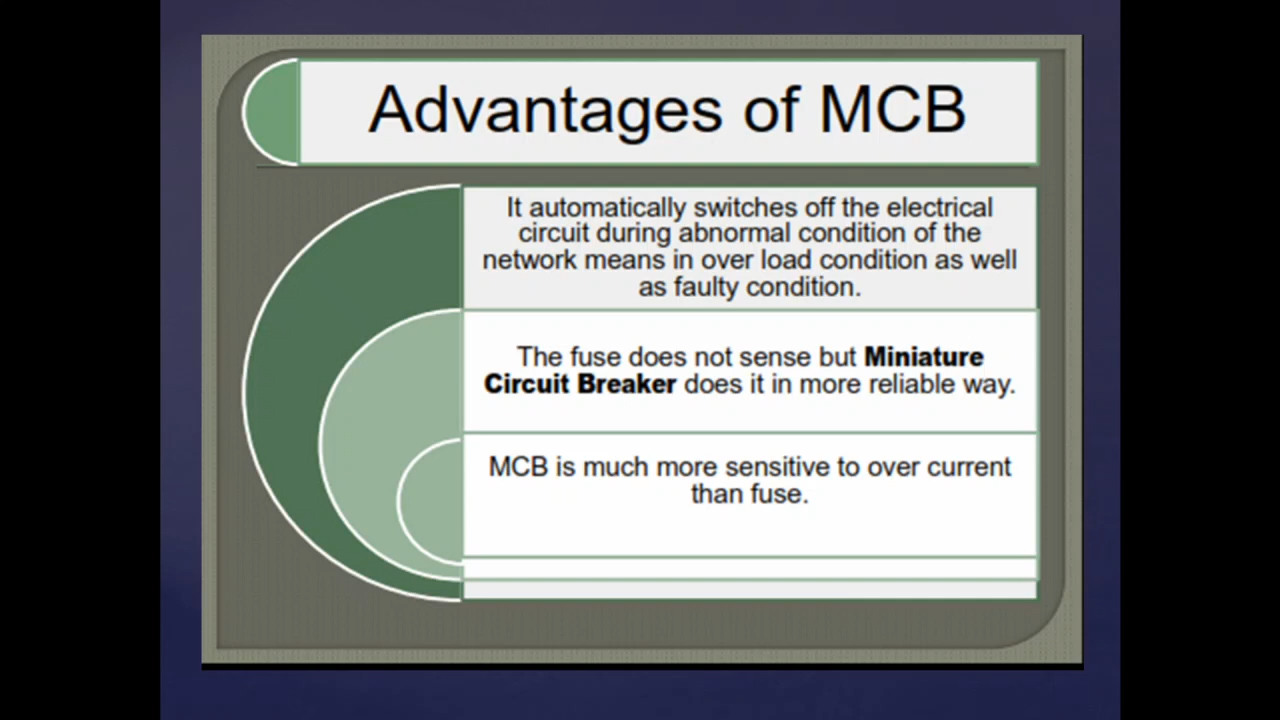 Advantages of MCB
It automatically switches off the electrical
circuit during abnormal condition of the
network means in over load condition as well
as faulty condition.
The fuse does not sense but Miniature
Circuit Breaker does it in more reliable way.
MCB is much more sensitive to over current
than fuse.